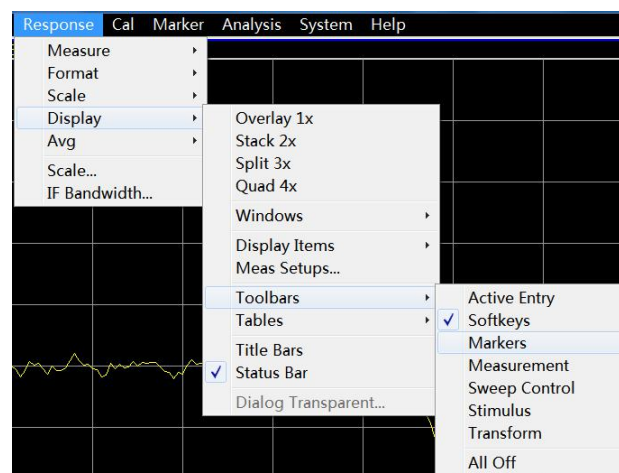 Response Cal Marker Analysis System Help
Measure
Format
Scale
Display
Avg
Scale...
IF Bandwidth...
Overlay 1x
Stack 2x
Split 3x
Quad 4x
Windows
Display Items
Meas Setups...
Toolbars
Tables
Title Bars
Status Bar
Dialog Transparent...
Active Entry
Softkeys
Markers
Measurement
Sweep Control
Stimulus
Transform
All Off